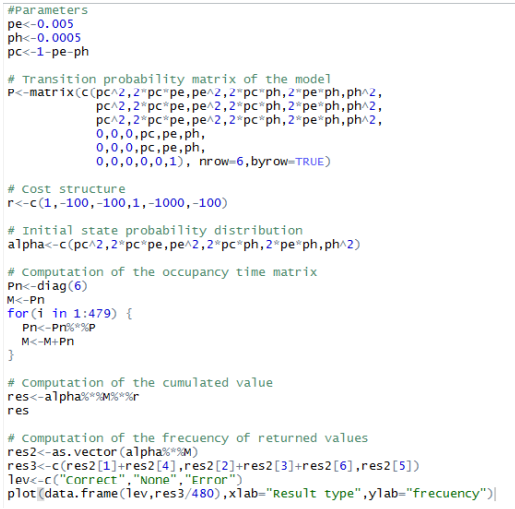 #Parameters
pe<-0.005
ph<-0.0005
pc<-1-pe-ph
# Transition probability matrix of the model
P<-matrix(c(pc^2,2*pc*pe,pe^2,2*pc*ph,2*pe*ph,ph^2,
pc^2,2*pc*pe,pe^2,2*pc*ph,2*pe*ph,ph^2,
pc^2,2*pc*pe,pe^2,2*pc*ph,2*pe*ph,ph^2,
0,0,0,pc,pe,ph,
0,0,0,pc,pe,ph,
0,0,0,0,0,1), nrow=6,byrow=TRUE)
# Cost structure
r<-c(1,-100,-100,1,-1000,-100)
# Initial state probability distribution
alpha<-c(pc^2,2*pc*pe,pe^2,2*pc*ph,2*pe*ph,ph^2)
# Computation of the occupancy time matrix
Pn<-diag(6)
M<-Pn
for(i in 1:479) {
Pn<-Pn%*%P
M<-M+Pn
}
# Computation of the cumulated value
res<-alpha%*%M%*%r
res
# Computation of the frecuency of returned values
res2<-as.vector(alpha%*%M)
res3<-c(res2[1]+res2[4],res2[2]+res2[3]+res2[6],res2[5])
lev<-c("Correct","None","Error")
plot(data.frame(lev,res3/480),xlab="Result type",ylab="frecuency")